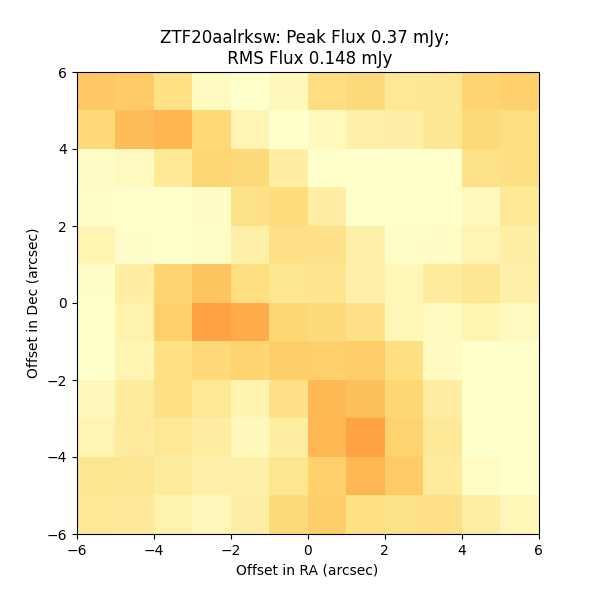 ZTF20aalrksw: Peak Flux 0.37 mJy;
RMS Flux 0.148 mJy
6
4
2
0
−2
−4
−6
Offset in Dec (arcsec)
−6 −4 −2 0 2 4 6
Offset in RA (arcsec)